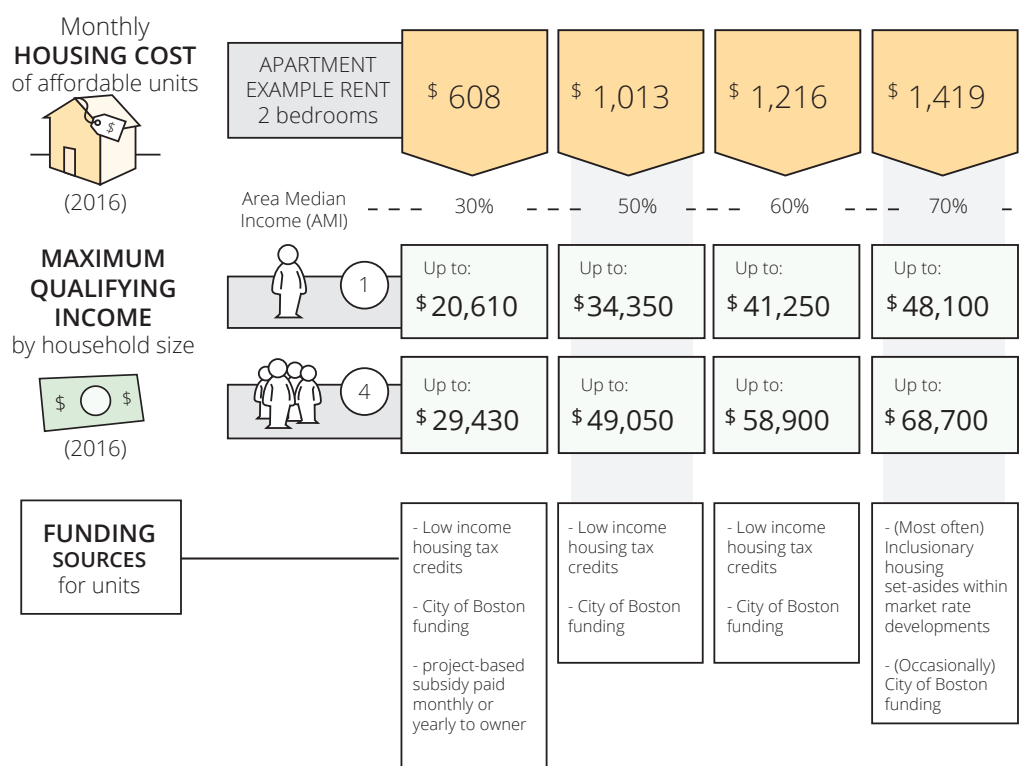 Monthly
HOUSING COST
of affordable units
$
(2016)
APARTMENT
EXAMPLE RENT
2 bedrooms
$ 608
$ 1,013
$ 1,216
$ 1,419
Area Median
Income (AMI)
30%
50%
60%
70%
MAXIMUM
QUALIFYING
INCOME
by household size
$ $
(2016)
1
Up to:
$ 20,610
Up to:
$ 34,350
Up to:
$ 41,250
Up to:
$ 48,100
4
Up to:
$ 29,430
Up to:
$ 49,050
Up to:
$ 58,900
Up to:
$ 68,700
FUNDING
SOURCES
for units
- Low income
housing tax
credits
- City of Boston
funding
- project-based
subsidy paid
monthly or
yearly to owner
- Low income
housing tax
credits
- City of Boston
funding
- Low income
housing tax
credits
- City of Boston
funding
- (Most often)
Inclusionary
housing
set-asides within
market rate
developments
- (Occasionally)
City of Boston
funding